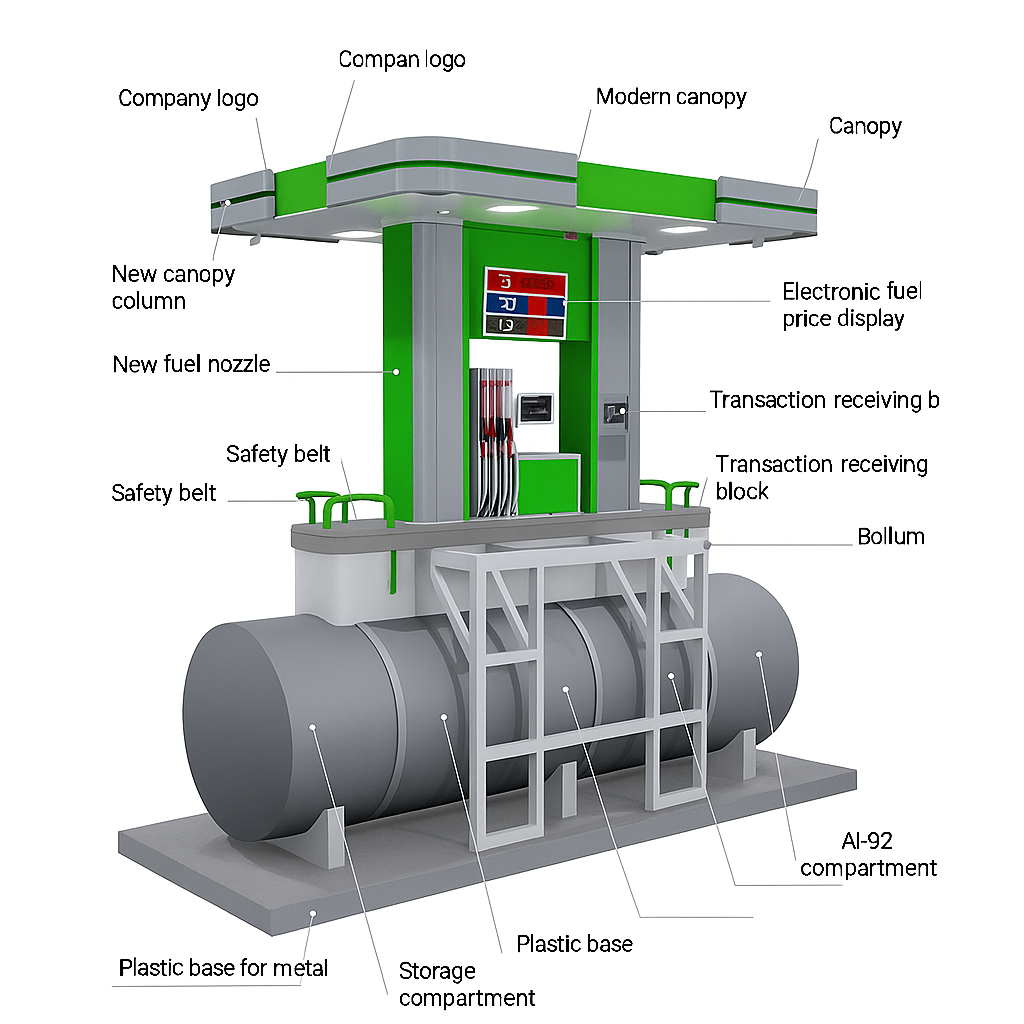 Compan logo
Company logo
Modern canopy
Canopy
New canopy
column
Electronic fuel
price display
New fuel nozzle
Transaction receiving b
Safety belt
Transaction receiving
block
Safety belt
Bollum
AI-92
compartment
Plastic base
Plastic base for metal
Storage
compartment